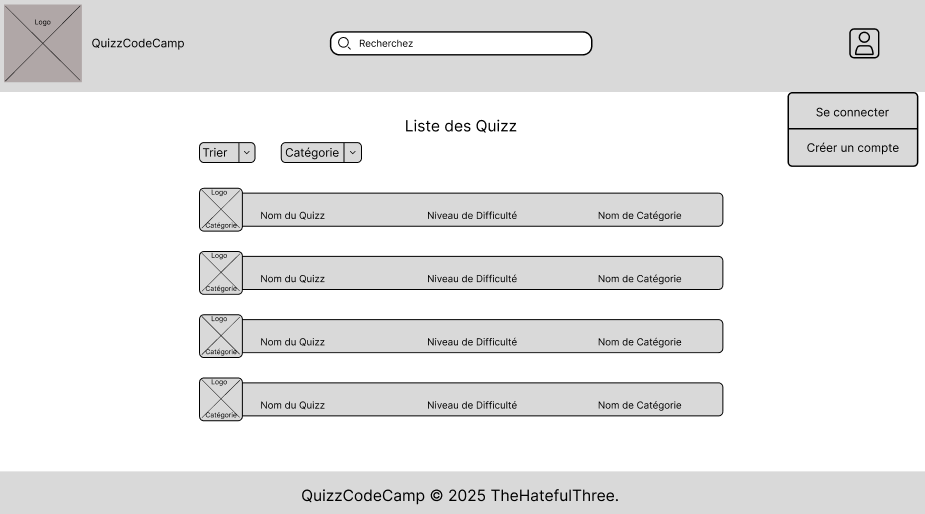 Logo
QuizzCodeCamp
Recherchez
Se connecter
Créer un compte
Liste des Quizz
Trier
Catégorie
Logo
Catégorie
Nom du Quizz
Niveau de Difficulté
Nom de Catégorie
Logo
Catégorie
Nom du Quizz
Niveau de Difficulté
Nom de Catégorie
Logo
Catégorie
Nom du Quizz
Niveau de Difficulté
Nom de Catégorie
Logo
Catégorie
Nom du Quizz
Niveau de Difficulté
Nom de Catégorie
QuizzCodeCamp © 2025 TheHatefulThree.